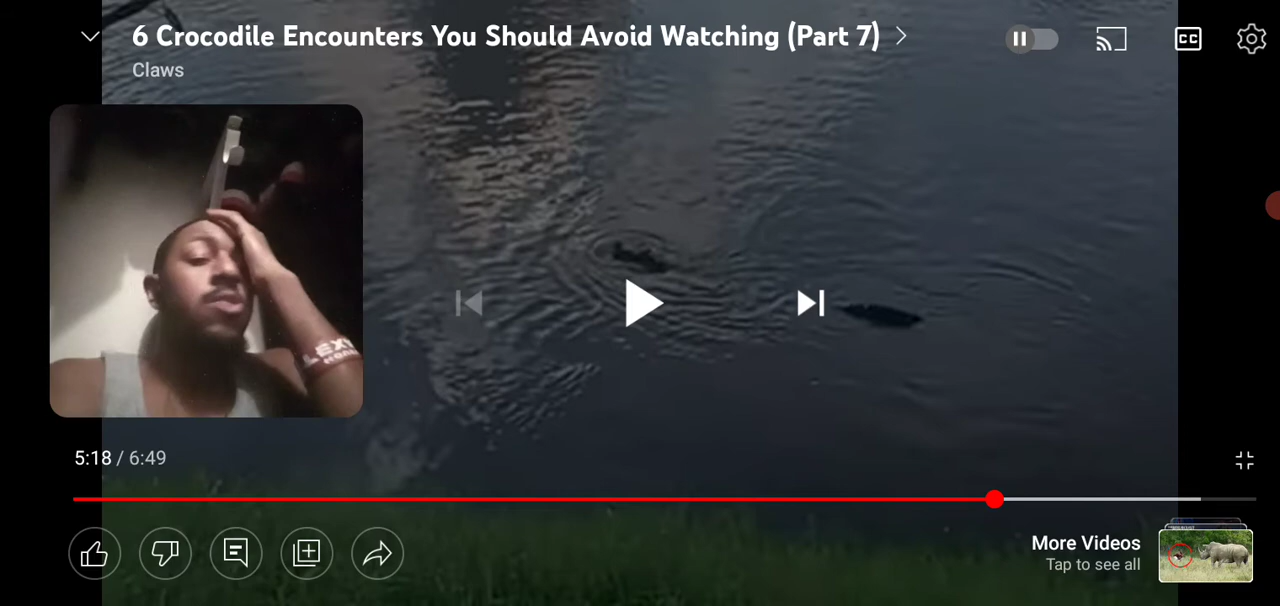 6 Crocodile Encounters You Should Avoid Watching (Part 7)
CC
Claws
5:18 / 6:49
More Videos
Tap to see all